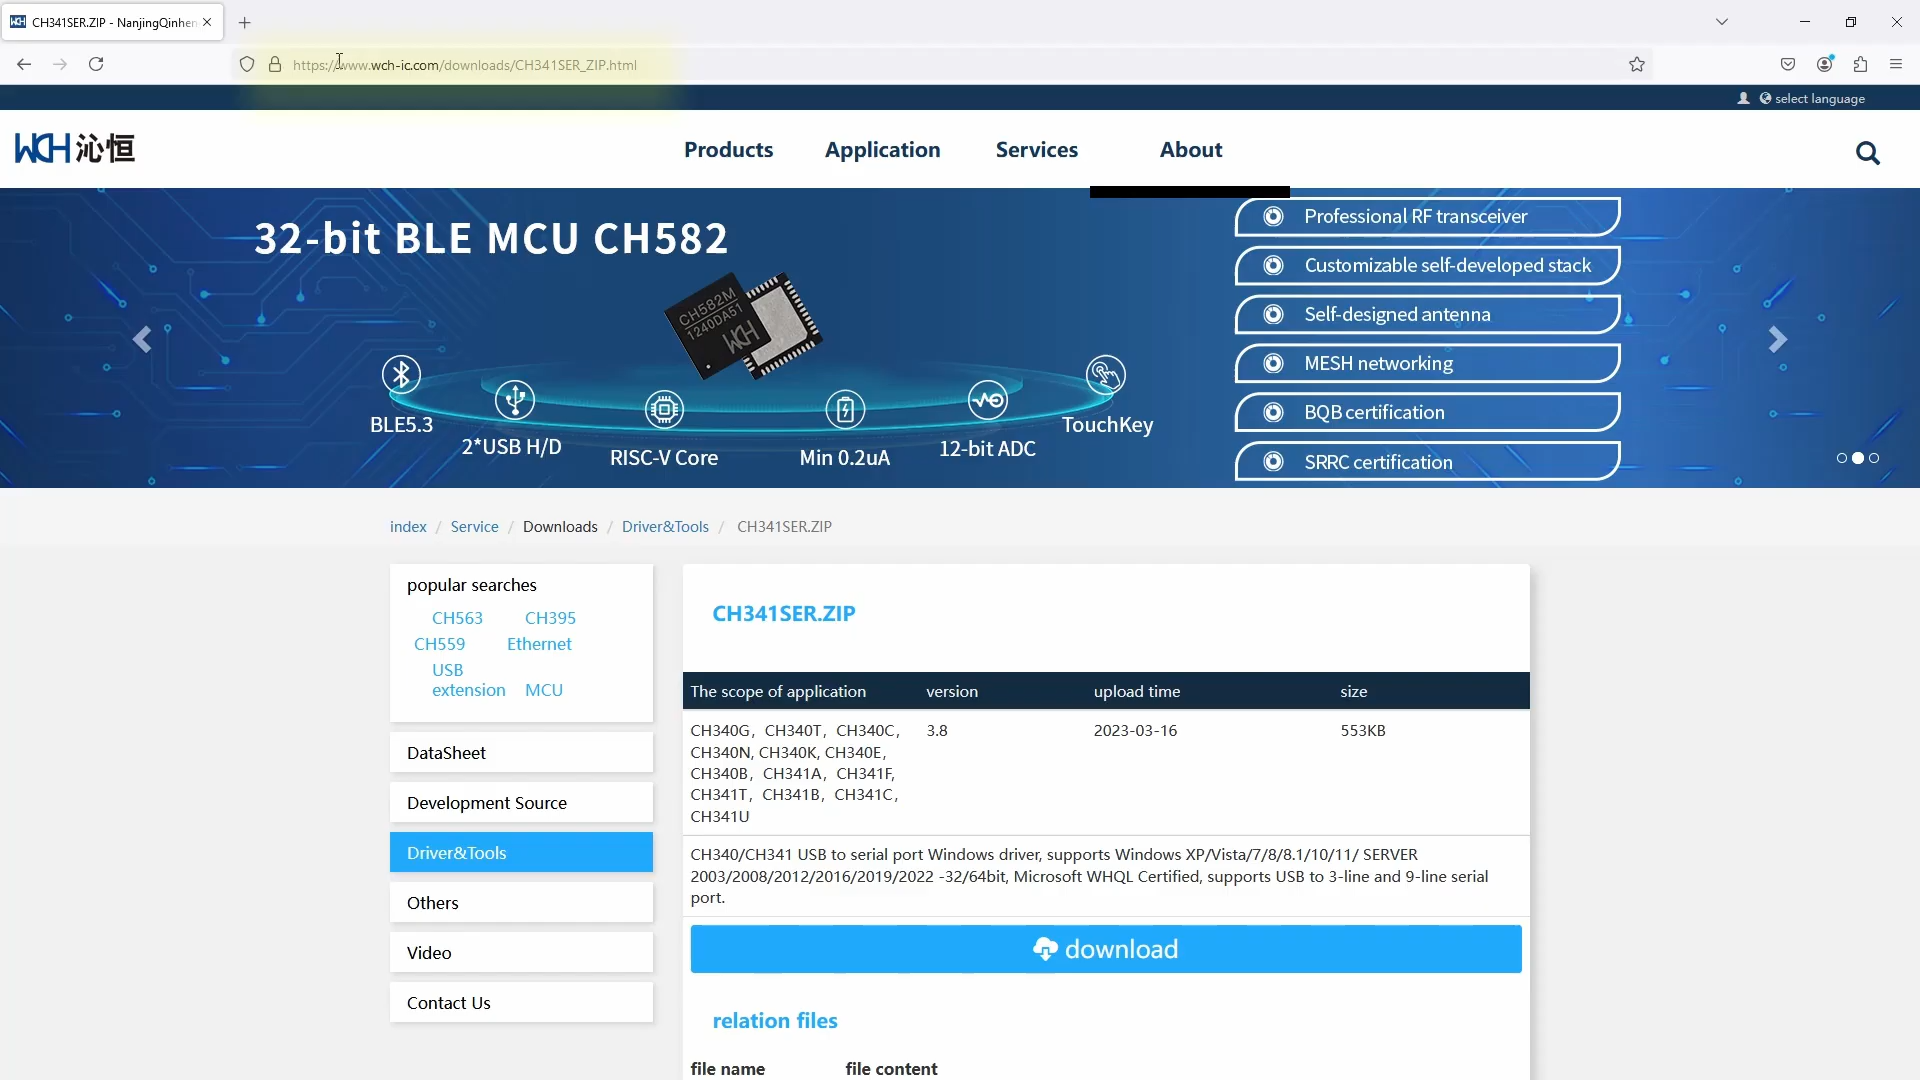 CH341SER.ZIP - NanjingQinhen
https://www.wch-ic.com/downloads/CH341SER_ZIP.html
select language
WCH 沁恒
Products
Application
Services
About
32-bit BLE MCU CH582
CH582M
1240DA51
WCH
BLE5.3
2*USB H/D
RISC-V Core
Min 0.2uA
12-bit ADC
TouchKey
Professional RF transceiver
Customizable self-developed stack
Self-designed antenna
MESH networking
BQB certification
SRRC certification
index / Service / Downloads / Driver&Tools / CH341SER.ZIP
popular searches
CH563 CH395
CH559 Ethernet
USB
extension MCU
DataSheet
Development Source
Driver&Tools
Others
Video
Contact Us
CH341SER.ZIP
The scope of application version upload time size
CH340G，CH340T，CH340C， 3.8 2023-03-16 553KB
CH340N, CH340K, CH340E,
CH340B，CH341A，CH341F,
CH341T，CH341B，CH341C，
CH341U
CH340/CH341 USB to serial port Windows driver, supports Windows XP/Vista/7/8/8.1/10/11/ SERVER
2003/2008/2012/2016/2019/2022 -32/64bit, Microsoft WHQL Certified, supports USB to 3-line and 9-line serial
port.
download
relation files
file name file content